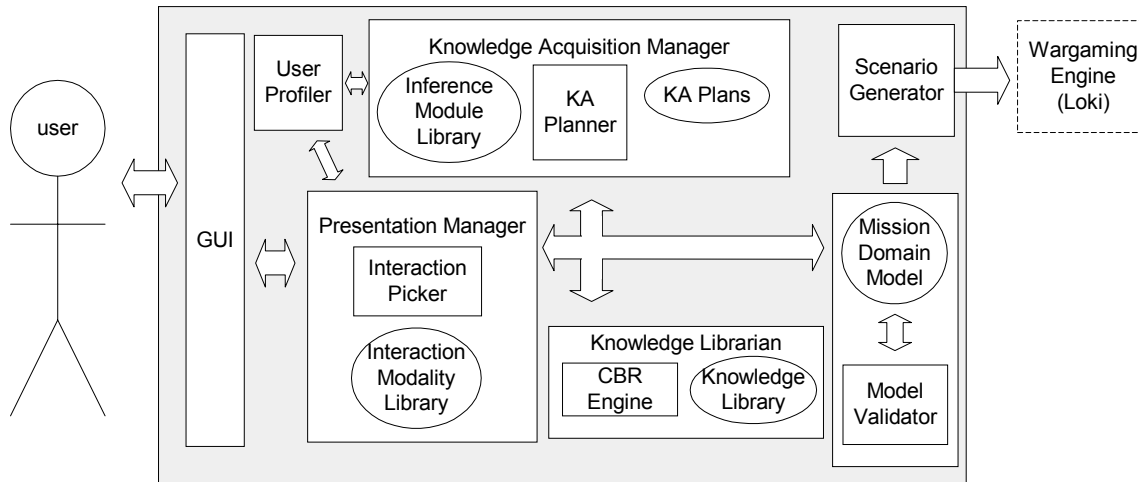 user
GUI
User
Profiler
Knowledge Acquisition Manager
Inference
Module
Library
KA
Planner
KA Plans
Scenario
Generator
Wargaming
Engine
(Loki)
Presentation Manager
Interaction
Picker
Interaction
Modality
Library
Knowledge Librarian
CBR
Engine
Knowledge
Library
Mission
Domain
Model
Model
Validator